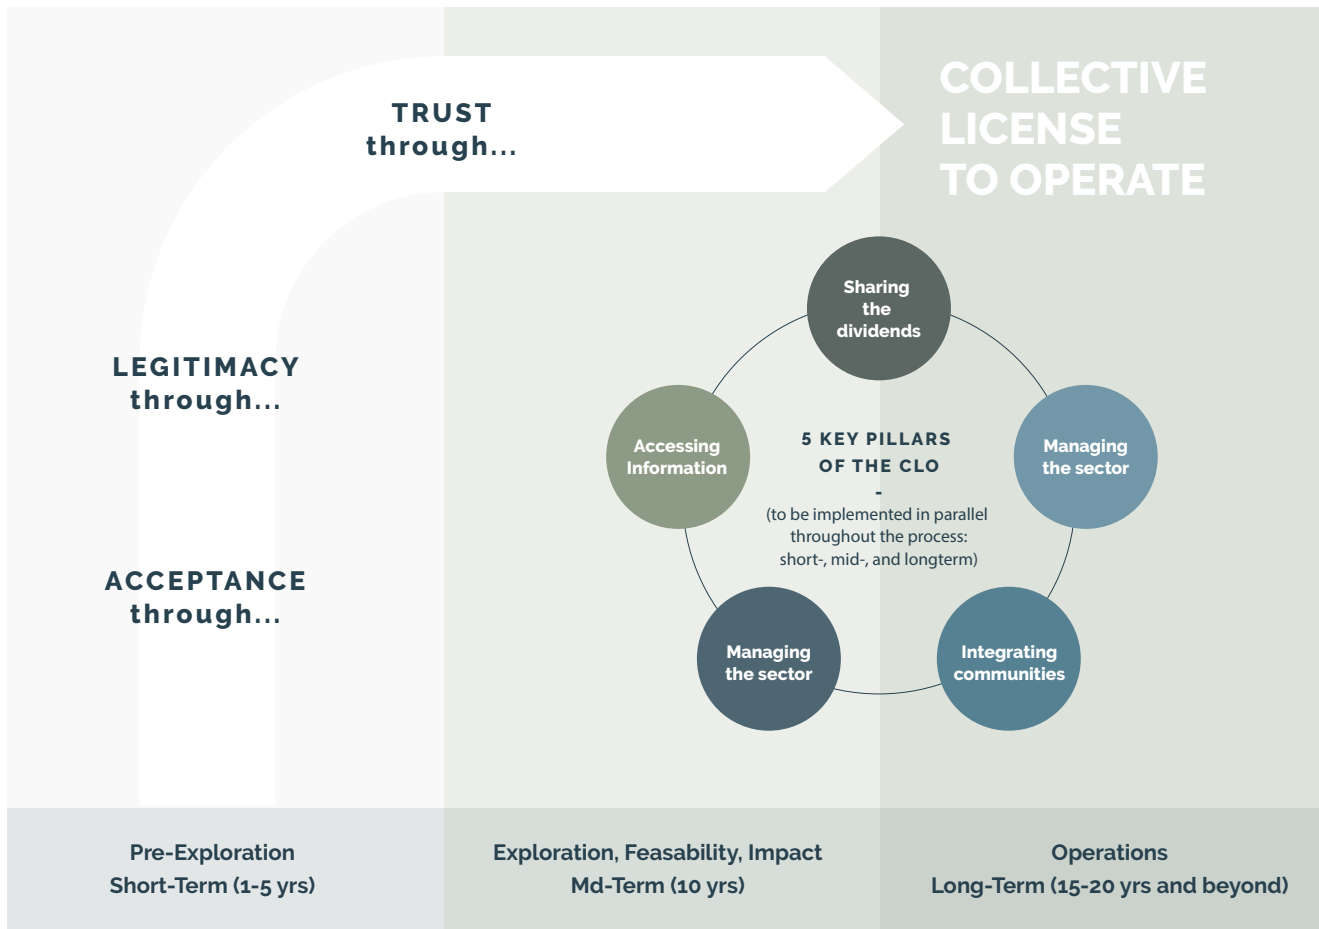 TRUST
through...
COLLECTIVE
LICENSE
TO OPERATE
LEGITIMACY
through...
ACCEPTANCE
through...
Sharing
the
dividends
Accessing
Information
Managing
the sector
5 KEY PILLARS
OF THE CLO
-
(to be implemented in parallel
throughout the process:
short-, mid-, and longterm)
Managing
the sector
Integrating
communities
Pre-Exploration
Short-Term (1-5 yrs)
Exploration, Feasability, Impact
Md-Term (10 yrs)
Operations
Long-Term (15-20 yrs and beyond)